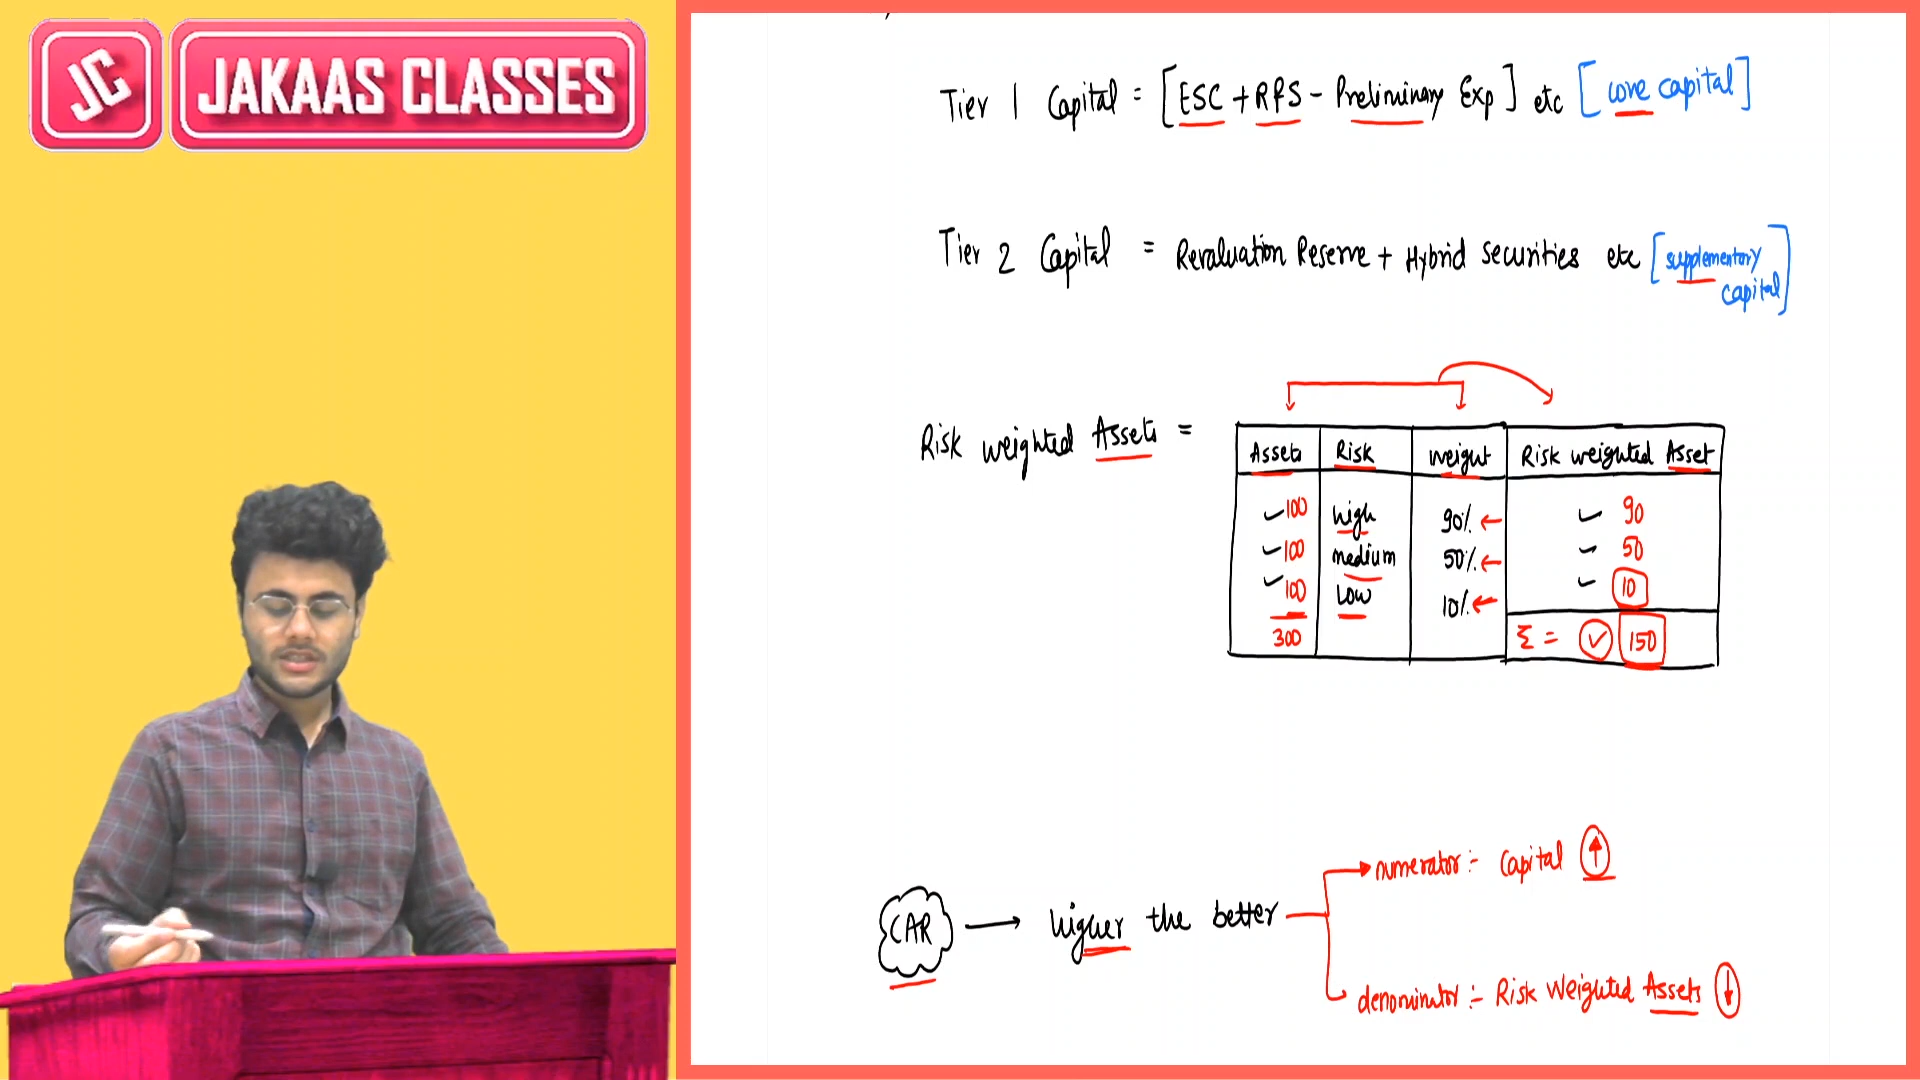 JC JAKAAS CLASSES
Tier 1 Capital = [ESC + RPS - Preliminary Exp] etc [core capital]
Tier 2 Capital = Revaluation Reserve + Hybrid Securities etc [supplementary
capital]
Risk weighted Assets =
Assets Risk weight Risk weighted Asset
100 high 90% 90
100 medium 50% 50
100 Low 10% 10
300 Σ = 150
numerator :- Capital ↑
CAR → higher the better
denominator :- Risk Weighted Assets ↓